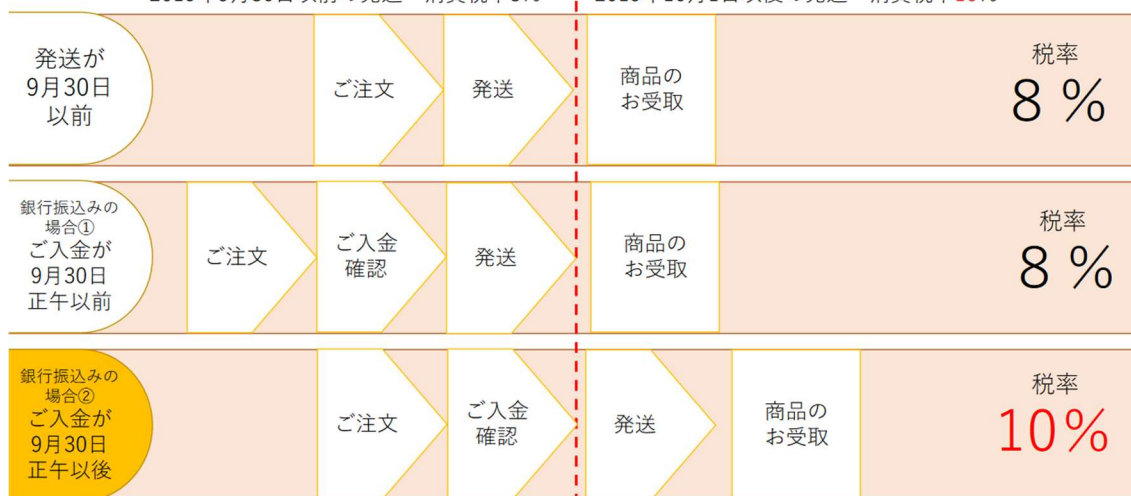 発送が
9月30日
以前
ご注文
発送
商品の
お受取
税率
8 %
銀行振込みの
場合①
ご入金が
9月30日
正午以前
ご注文
ご入金
確認
発送
商品の
お受取
税率
8 %
銀行振込みの
場合②
ご入金が
9月30日
正午以後
ご注文
ご入金
確認
発送
商品の
お受取
税率
10%